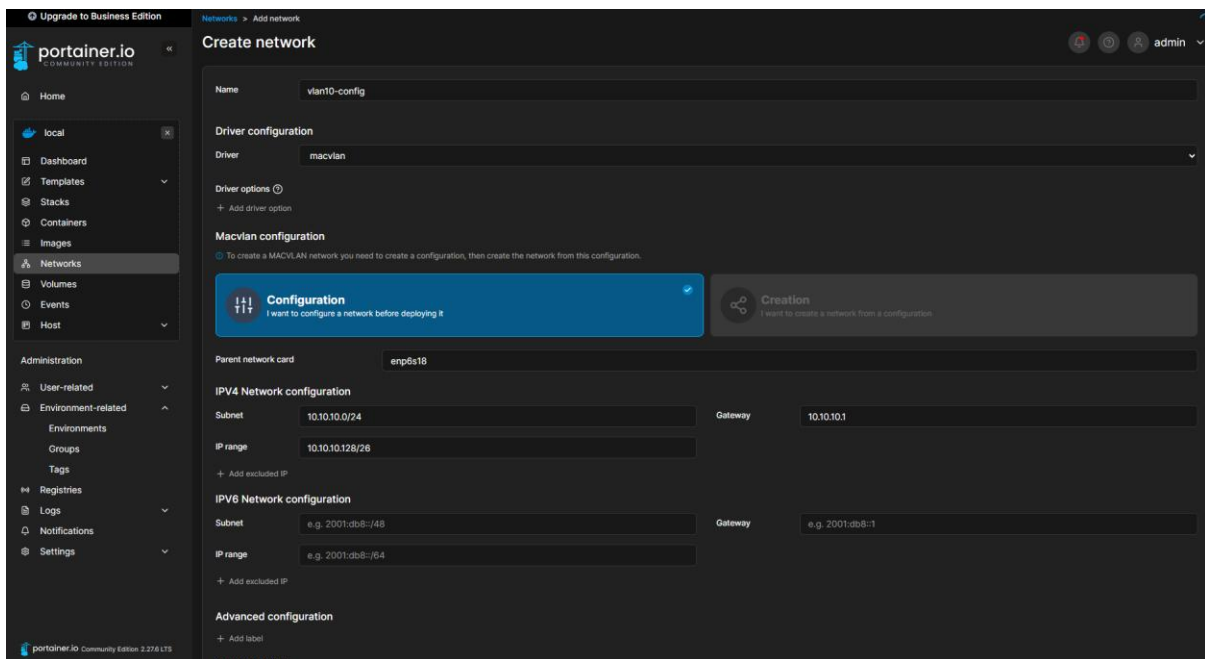 Upgrade to Business Edition
portainer.io
COMMUNITY EDITION
Home
local
Dashboard
Templates
Stacks
Containers
Images
Networks
Volumes
Events
Host
Administration
User-related
Environment-related
Environments
Groups
Tags
Registries
Logs
Notifications
Settings
portainer.io Community Edition 2.27.6 LTS
Networks > Add network
Create network
admin
Name vlan10-config
Driver configuration
Driver macvlan
Driver options
+ Add driver option
Macvlan configuration
To create a MACVLAN network you need to create a configuration, then create the network from this configuration.
Configuration
I want to configure a network before deploying it
Creation
I want to create a network from a configuration
Parent network card enp6s18
IPV4 Network configuration
Subnet 10.10.10.0/24 Gateway 10.10.10.1
IP range 10.10.10.128/26
+ Add excluded IP
IPV6 Network configuration
Subnet e.g. 2001:db8::/48 Gateway e.g. 2001:db8::1
IP range e.g. 2001:db8::/64
+ Add excluded IP
Advanced configuration
+ Add label